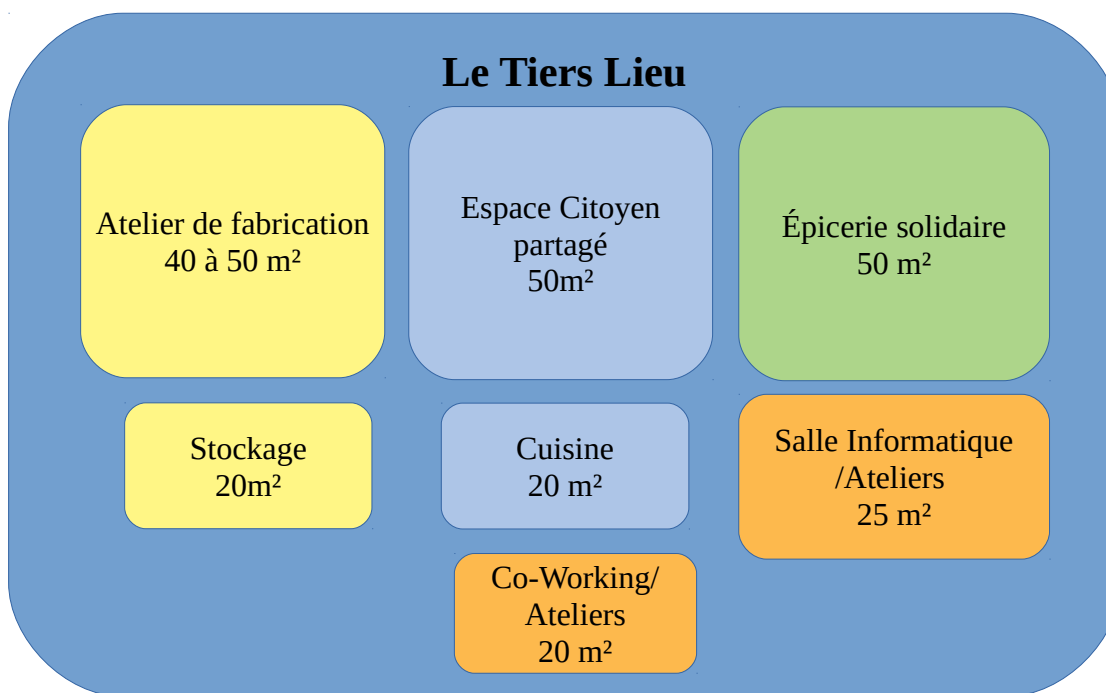 Le Tiers Lieu
Atelier de fabrication
40 à 50 m²
Espace Citoyen
partagé
50m²
Épicerie solidaire
50 m²
Stockage
20m²
Cuisine
20 m²
Salle Informatique
/Ateliers
25 m²
Co-Working/
Ateliers
20 m²